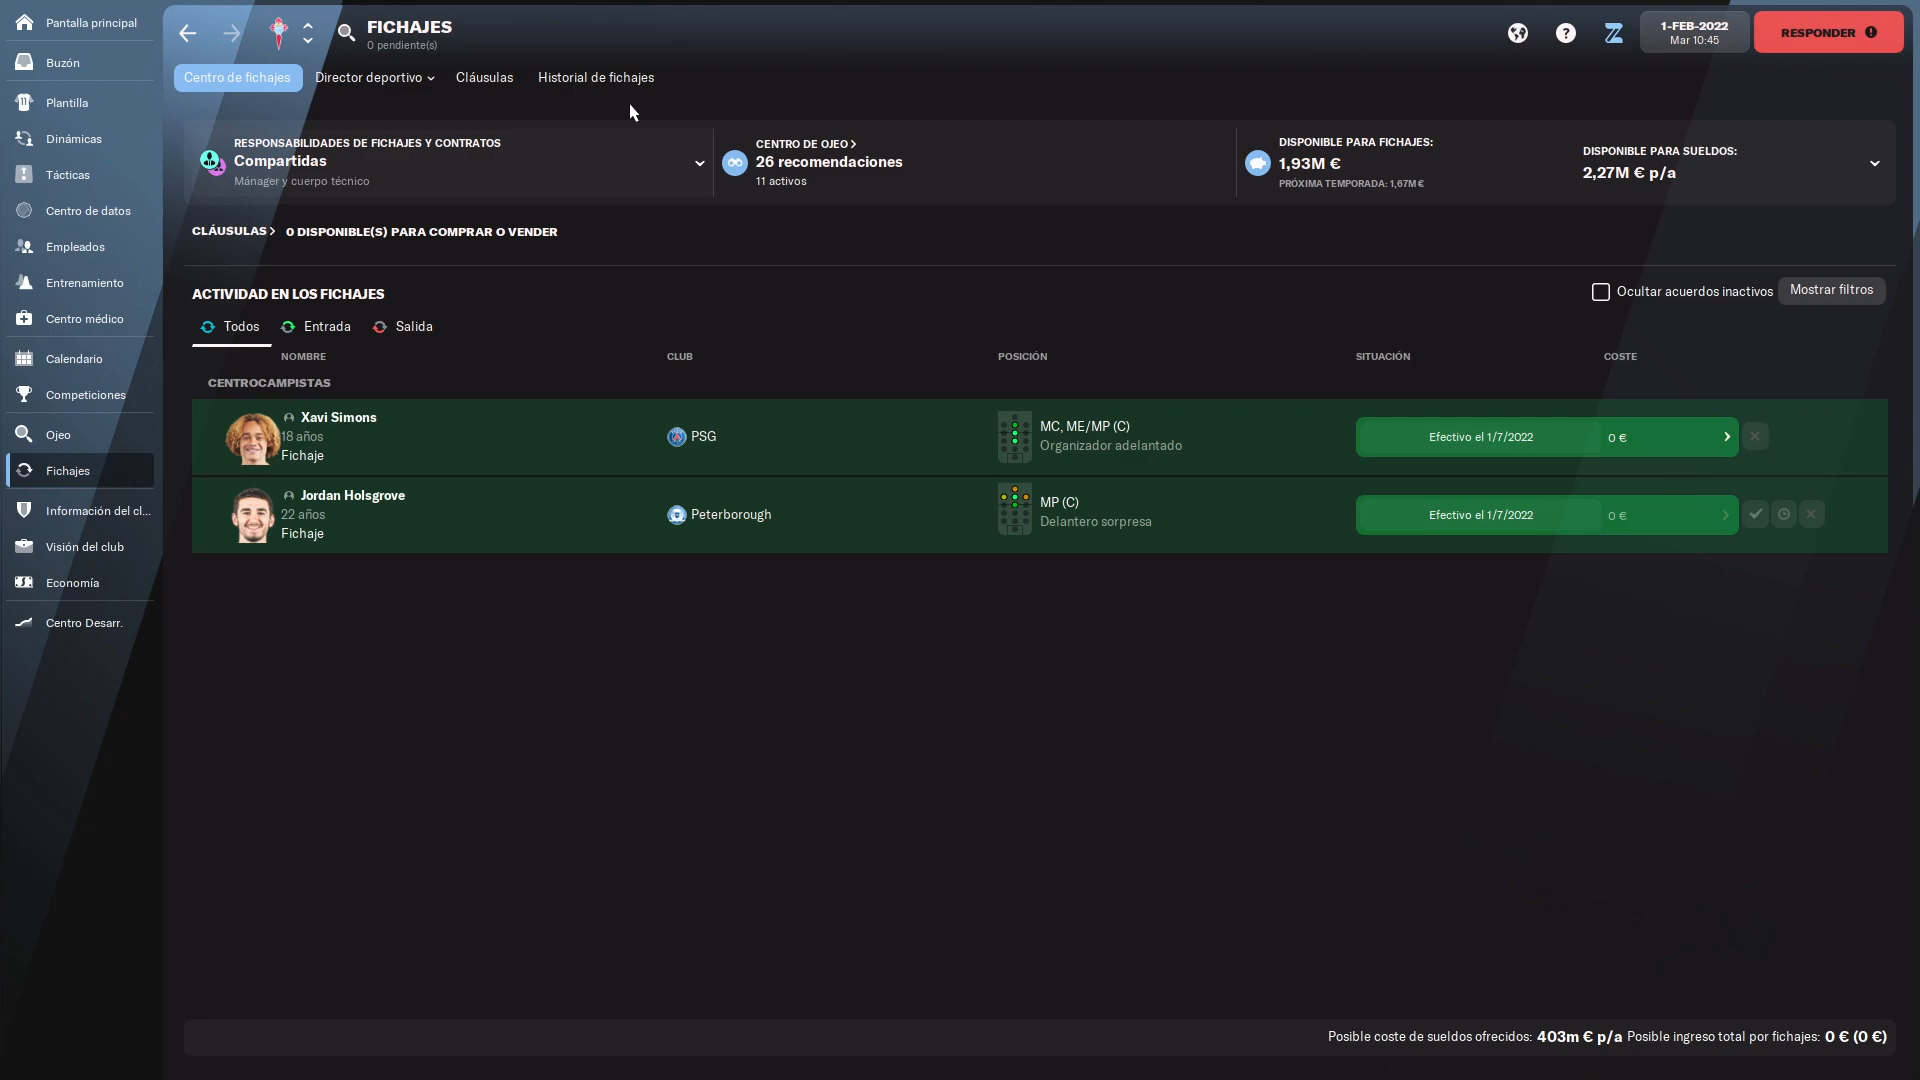 Pantalla principal
Buzón
Plantilla
Dinámicas
Tácticas
Centro de datos
Empleados
Entrenamiento
Centro médico
Calendario
Competiciones
Ojeo
Fichajes
Información del cl...
Visión del club
Economía
Centro Desarr.
FICHAJES
0 pendiente(s)
1-FEB-2022
Mar 10:45
RESPONDER
Centro de fichajes
Director deportivo
Cláusulas
Historial de fichajes
RESPONSABILIDADES DE FICHAJES Y CONTRATOS
Compartidas
Mánager y cuerpo técnico
CENTRO DE OJEO
26 recomendaciones
11 activos
DISPONIBLE PARA FICHAJES:
1,93M €
PRÓXIMA TEMPORADA: 1,67M €
DISPONIBLE PARA SUELDOS:
2,27M € p/a
CLÁUSULAS 0 DISPONIBLE(S) PARA COMPRAR O VENDER
ACTIVIDAD EN LOS FICHAJES
Ocultar acuerdos inactivos
Mostrar filtros
Todos
Entrada
Salida
NOMBRE CLUB POSICIÓN SITUACIÓN COSTE
CENTROCAMPISTAS
Xavi Simons
18 años
Fichaje
PSG
MC, ME/MP (C)
Organizador adelantado
Efectivo el 1/7/2022
0 €
Jordan Holsgrove
22 años
Fichaje
Peterborough
MP (C)
Delantero sorpresa
Efectivo el 1/7/2022
0 €
Posible coste de sueldos ofrecidos: 403m € p/a Posible ingreso total por fichajes: 0 € (0 €)